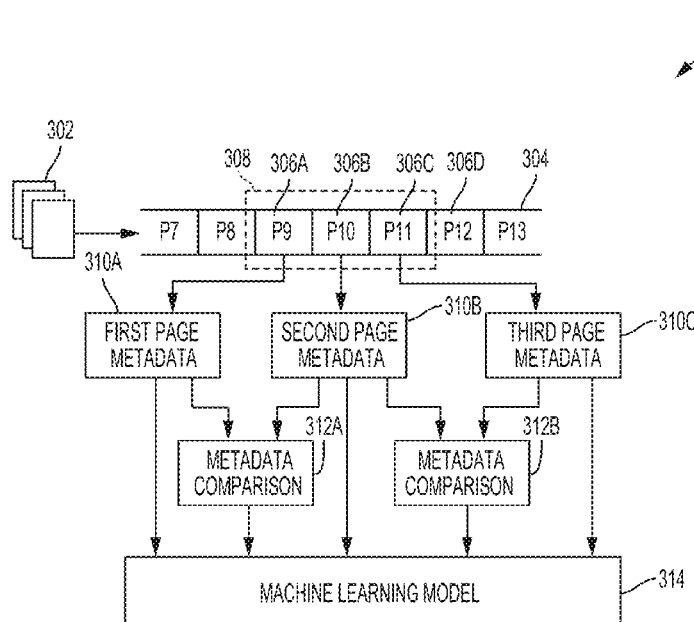 302
308
306A
306B
306C
306D
304
P7
P8
P9
P10
P11
P12
P13
310A
310B
310C
FIRST PAGE
METADATA
SECOND PAGE
METADATA
THIRD PAGE
METADATA
312A
312B
METADATA
COMPARISON
METADATA
COMPARISON
MACHINE LEARNING MODEL
314